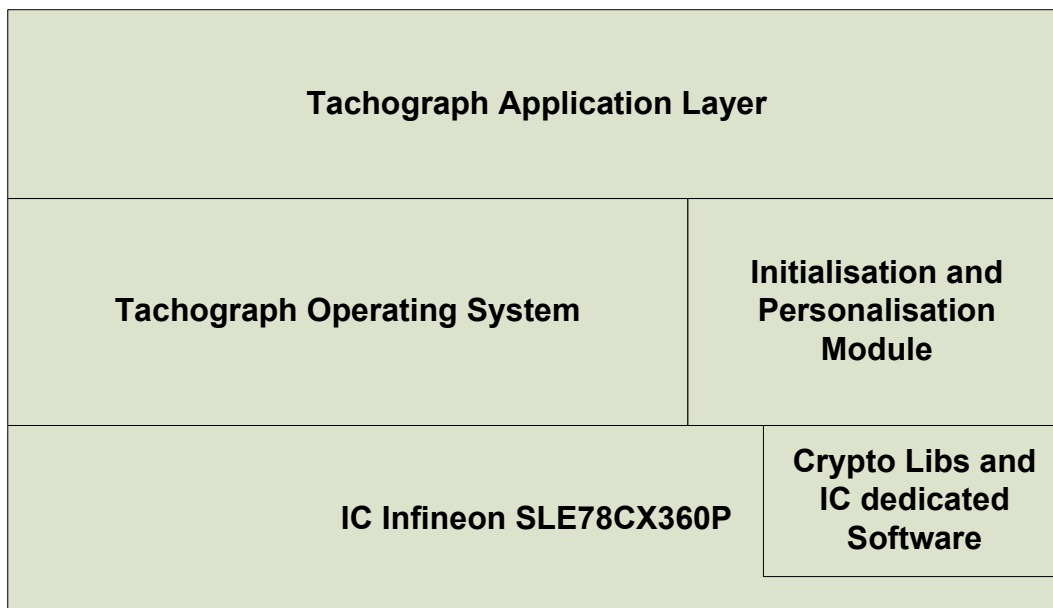 Tachograph Application Layer
Tachograph Operating System
Initialisation and
Personalisation
Module
IC Infineon SLE78CX360P
Crypto Libs and
IC dedicated
Software